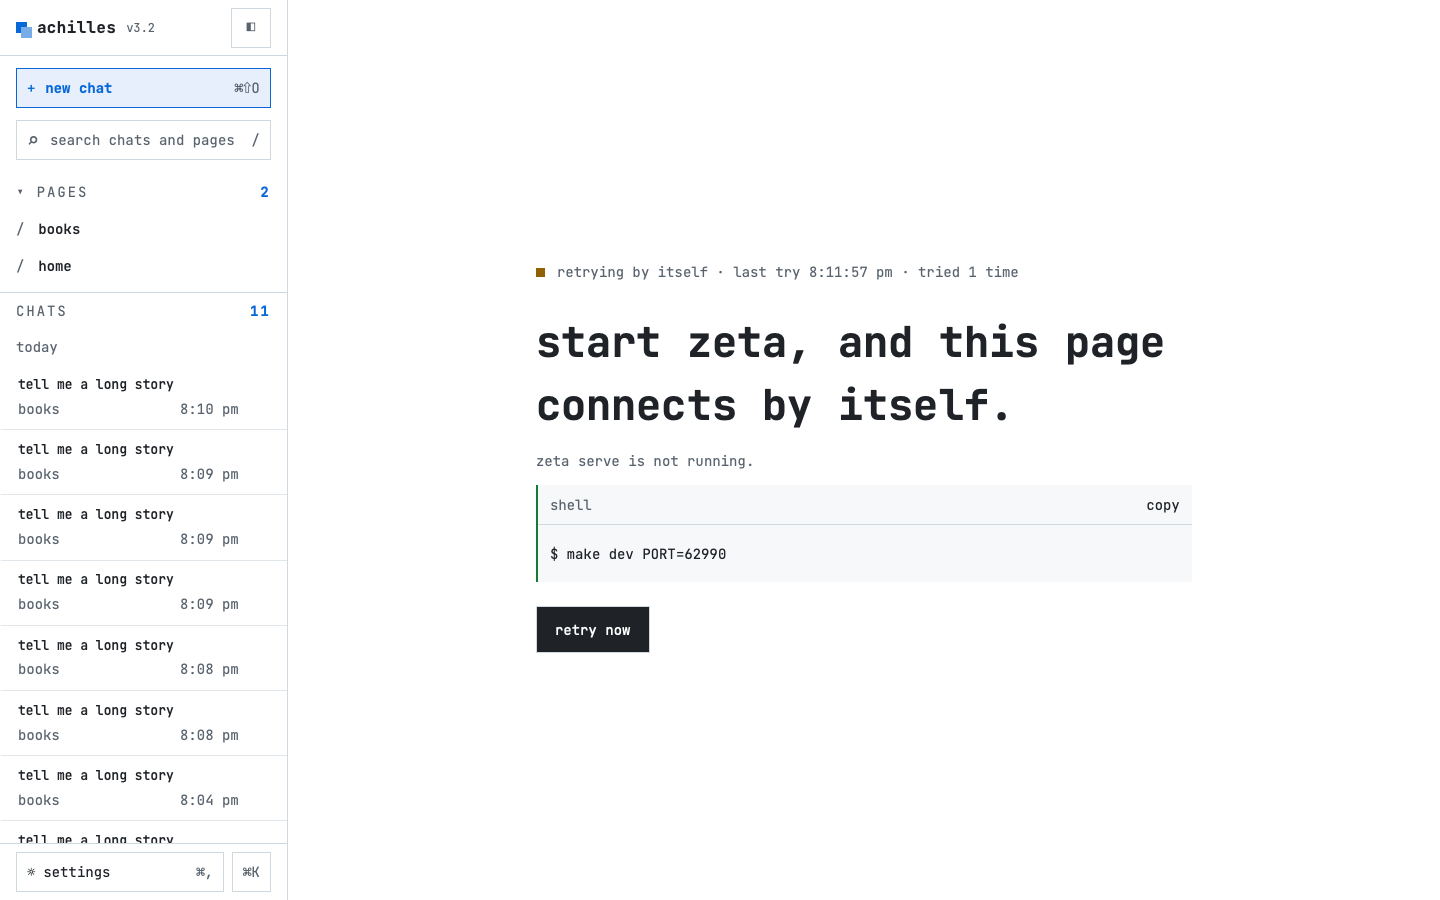 achilles v3.2
+ new chat ⌘⇧O
search chats and pages /
▾ PAGES 2
/ books
/ home
CHATS 11
today
tell me a long story
books 8:10 pm
tell me a long story
books 8:09 pm
tell me a long story
books 8:09 pm
tell me a long story
books 8:09 pm
tell me a long story
books 8:08 pm
tell me a long story
books 8:08 pm
tell me a long story
books 8:04 pm
tell me a long story
settings ⌘,
⌘K
retrying by itself · last try 8:11:57 pm · tried 1 time
start zeta, and this page
connects by itself.
zeta serve is not running.
shell copy
$ make dev PORT=62990
retry now